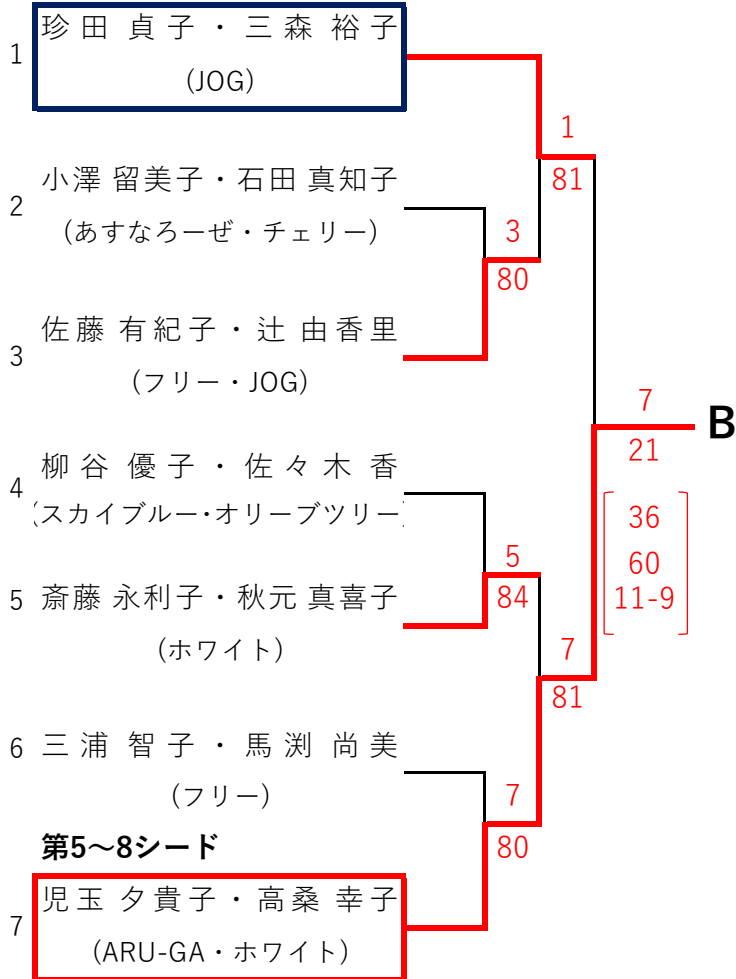 1 珍田 貞子・三森 裕子
(JOG)
1
81
2 小澤 留美子・石田 真知子
(あすなろーぜ・チェリー)
3
80
3 佐藤 有紀子・辻 由香里
(フリー・JOG)
7
B
21
4 柳谷 優子・佐々木 香
(スカイブルー・オリーブツリー)
36
60
11-9
5
84
5 斎藤 永利子・秋元 真喜子
(ホワイト)
7
81
6 三浦 智子・馬渕 尚美
(フリー)
7
80
第5～8シード
7 児玉 夕貴子・高桑 幸子
(ARU-GA・ホワイト)